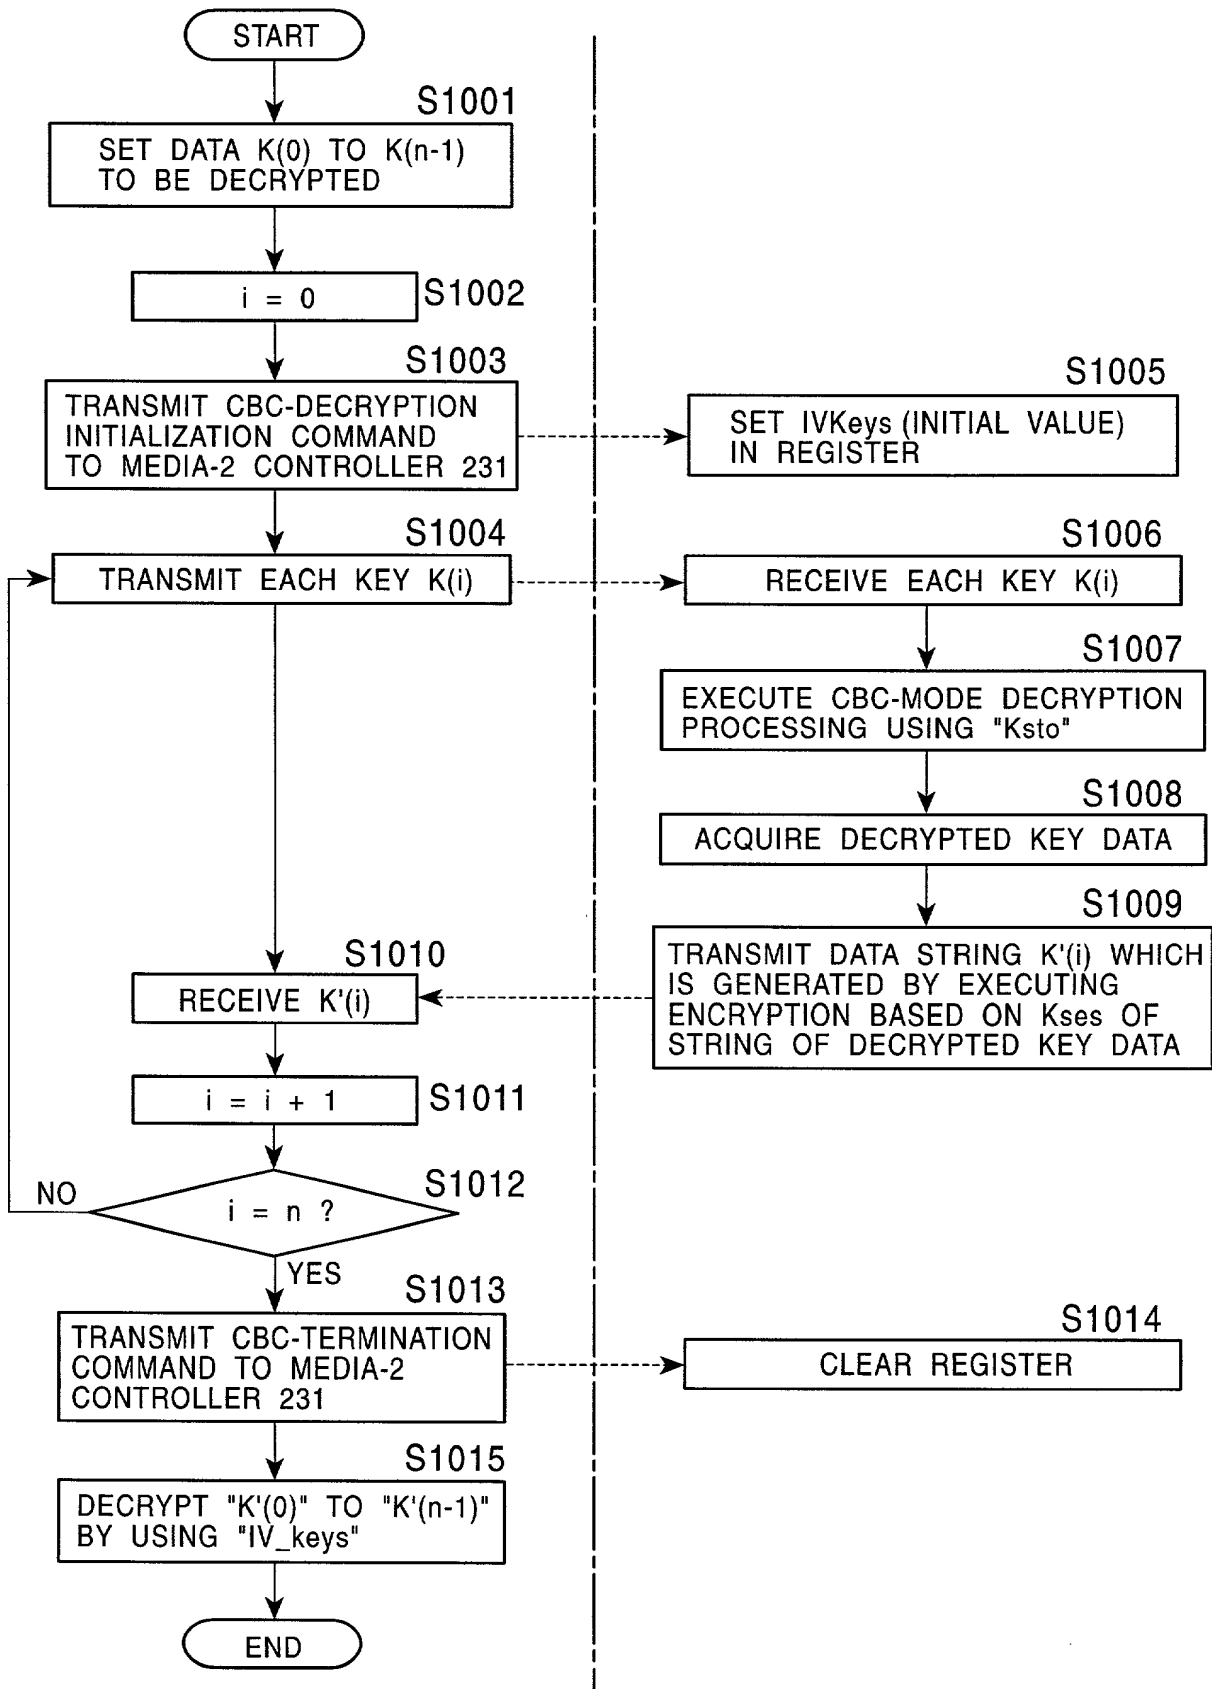 START
S1001
SET DATA K(0) TO K(n-1)
TO BE DECRYPTED
i = 0
S1002
S1003
TRANSMIT CBC-DECRYPTION
INITIALIZATION COMMAND
TO MEDIA-2 CONTROLLER 231
S1005
SET IVKeys (INITIAL VALUE)
IN REGISTER
S1004
TRANSMIT EACH KEY K(i)
S1006
RECEIVE EACH KEY K(i)
S1007
EXECUTE CBC-MODE DECRYPTION
PROCESSING USING "Ksto"
S1008
ACQUIRE DECRYPTED KEY DATA
S1009
TRANSMIT DATA STRING K'(i) WHICH
IS GENERATED BY EXECUTING
ENCRYPTION BASED ON Kses OF
STRING OF DECRYPTED KEY DATA
S1010
RECEIVE K'(i)
i = i + 1
S1011
S1012
NO
i = n ?
YES
S1013
TRANSMIT CBC-TERMINATION
COMMAND TO MEDIA-2
CONTROLLER 231
S1014
CLEAR REGISTER
S1015
DECRYPT "K'(0)" TO "K'(n-1)"
BY USING "IV_keys"
END